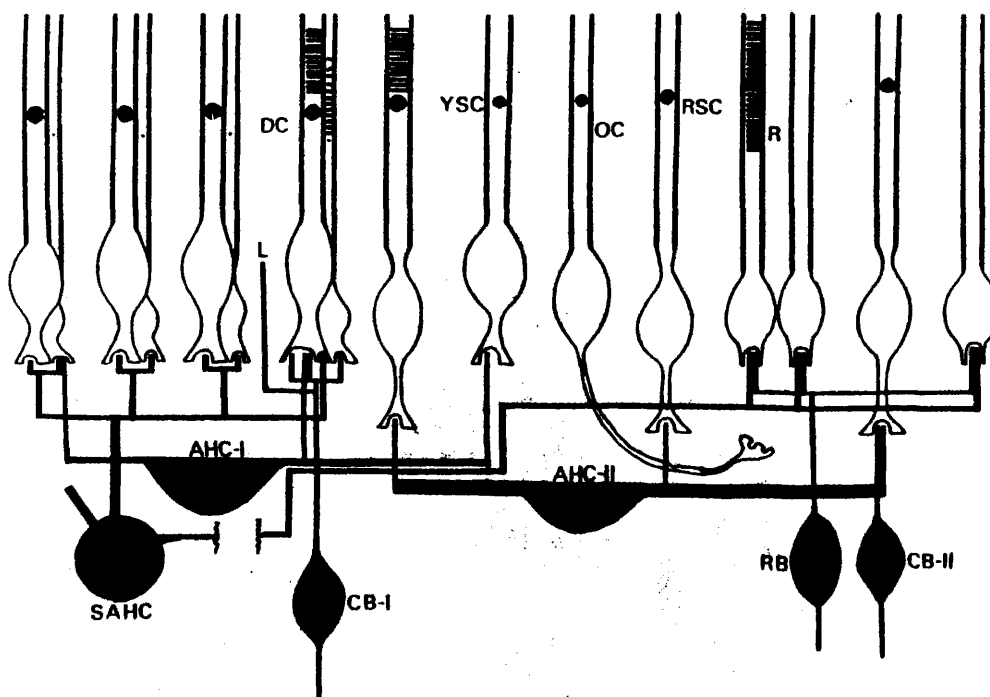 DC
YSC
OC
RSC
R
L
AHC-I
AHC-II
SAHC
CB-I
RB
CB-II